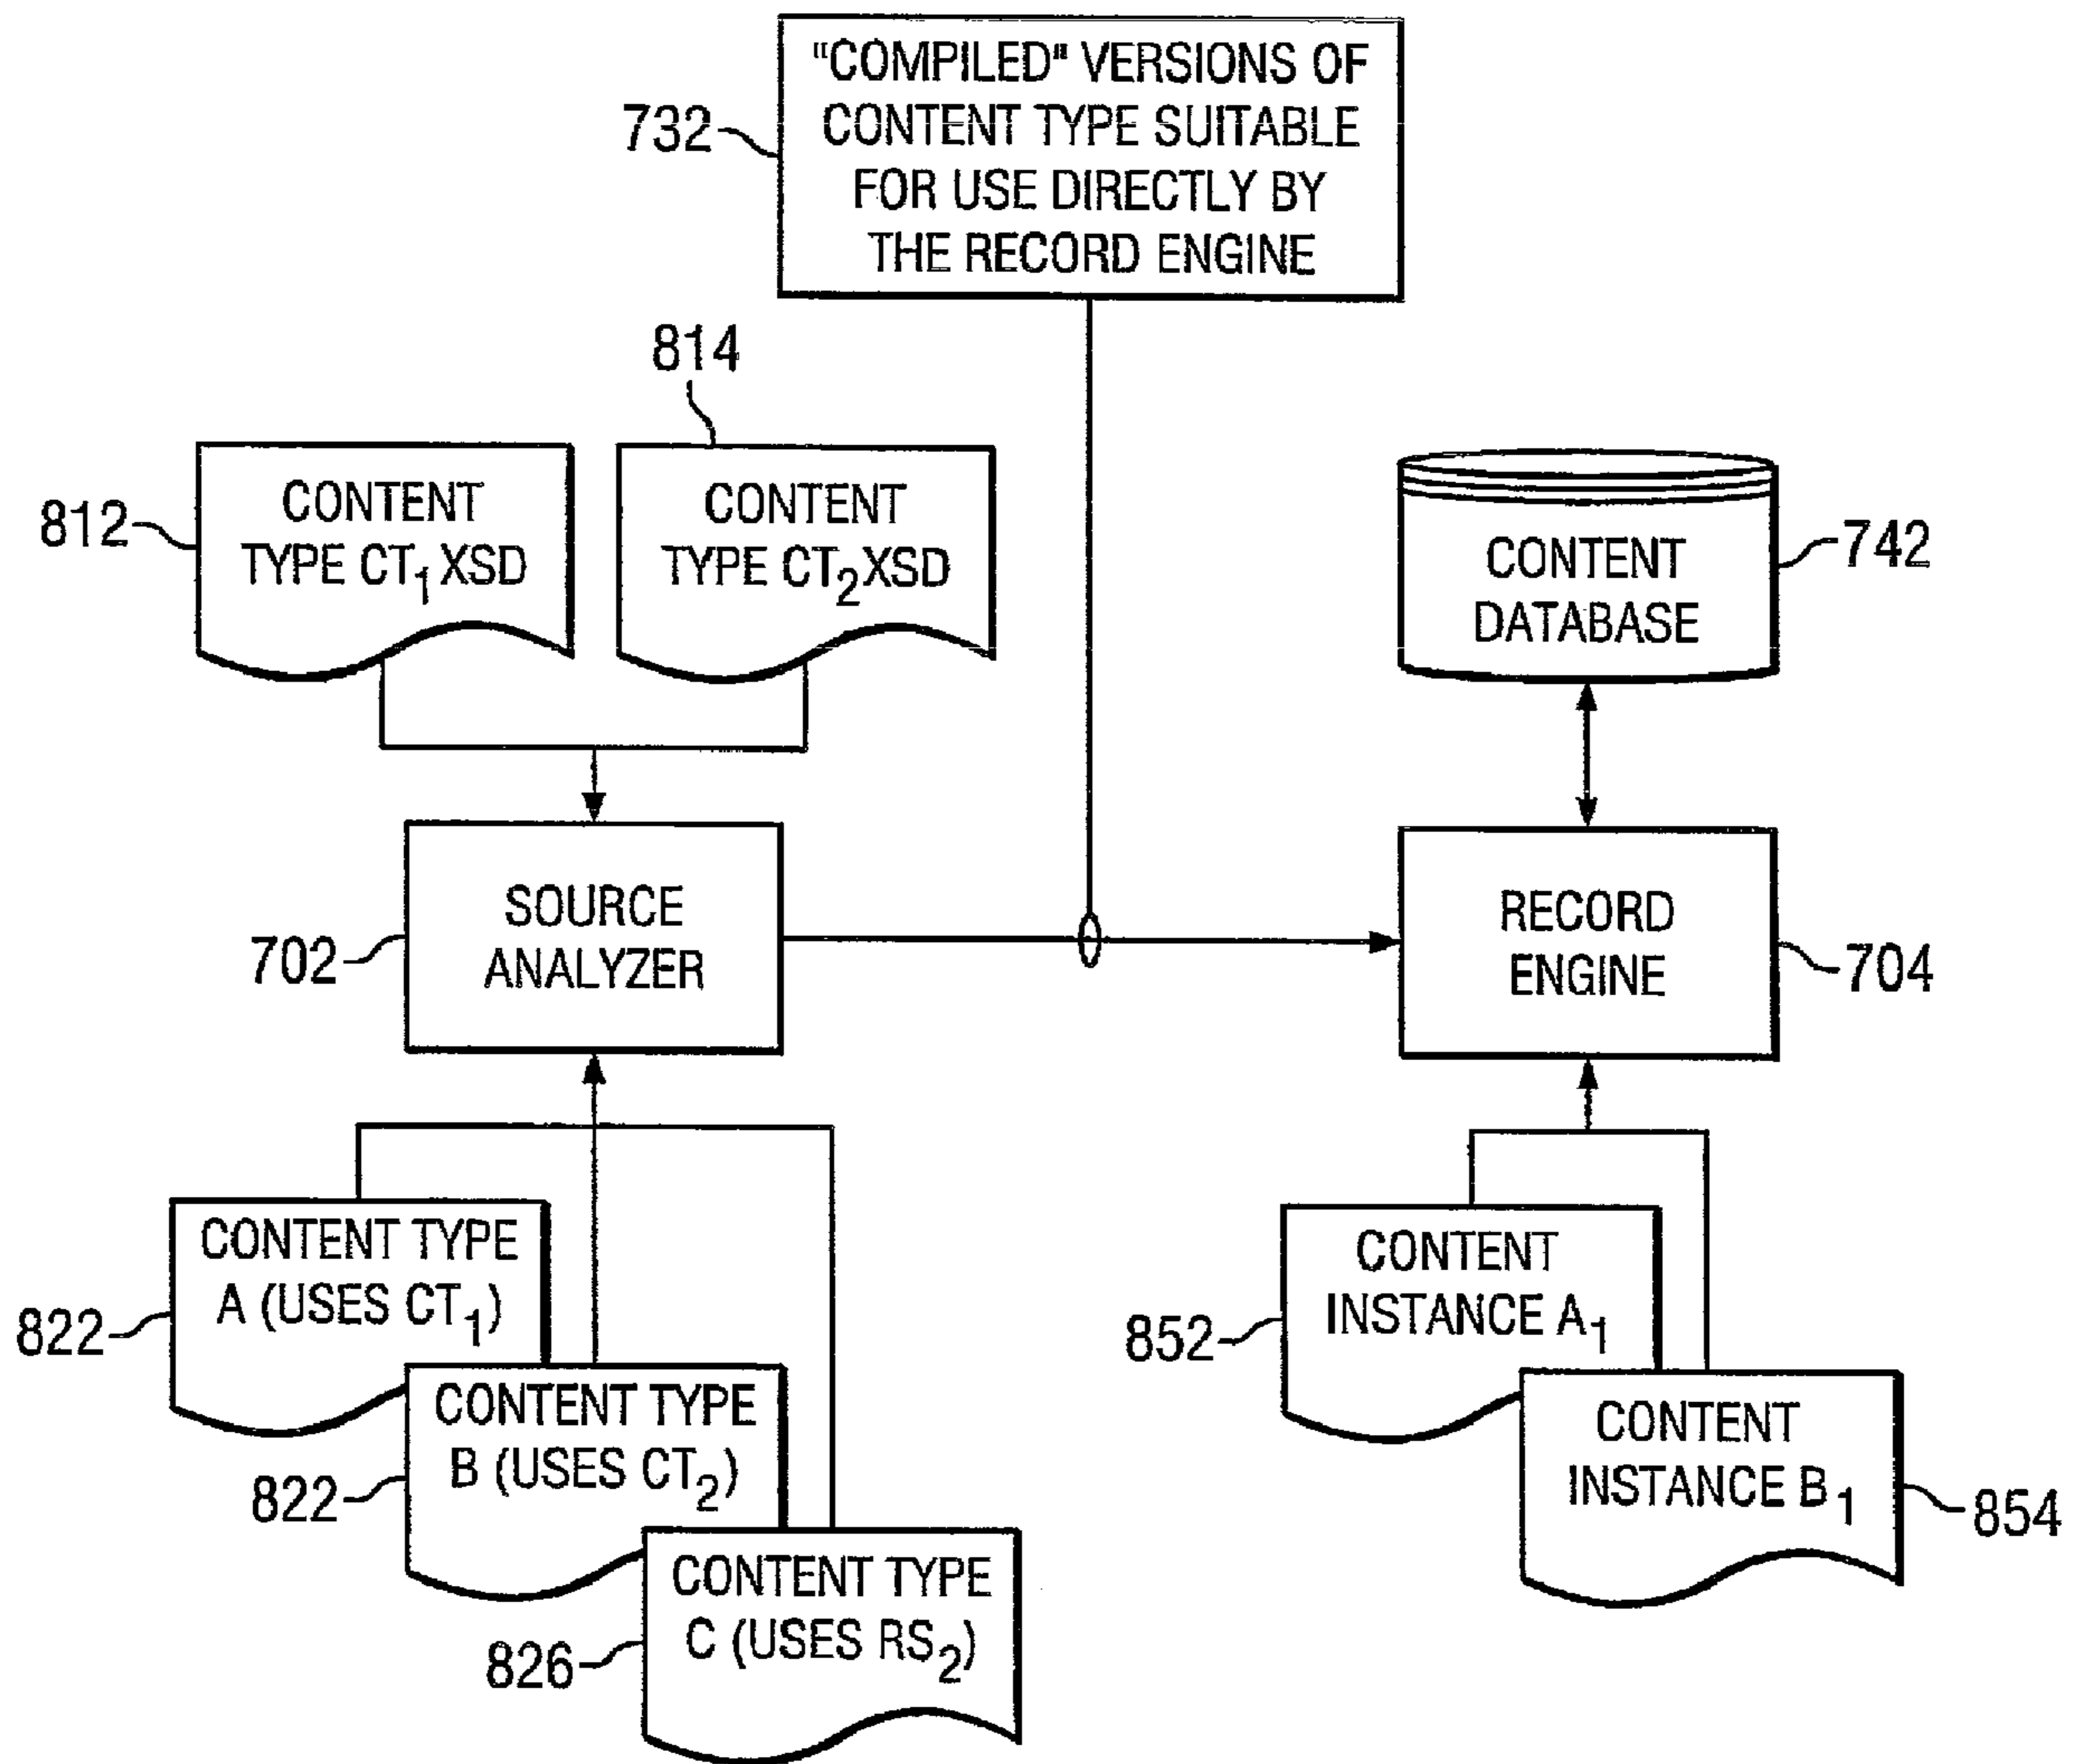 "COMPILED" VERSIONS OF
CONTENT TYPE SUITABLE
FOR USE DIRECTLY BY
THE RECORD ENGINE
732
814
812
CONTENT
TYPE CT₁ XSD
CONTENT
TYPE CT₂ XSD
CONTENT
DATABASE
742
702
SOURCE
ANALYZER
RECORD
ENGINE
704
822
CONTENT TYPE
A (USES CT₁)
822
CONTENT TYPE
B (USES CT₂)
826
CONTENT TYPE
C (USES RS₂)
852
CONTENT
INSTANCE A₁
CONTENT
INSTANCE B₁
854